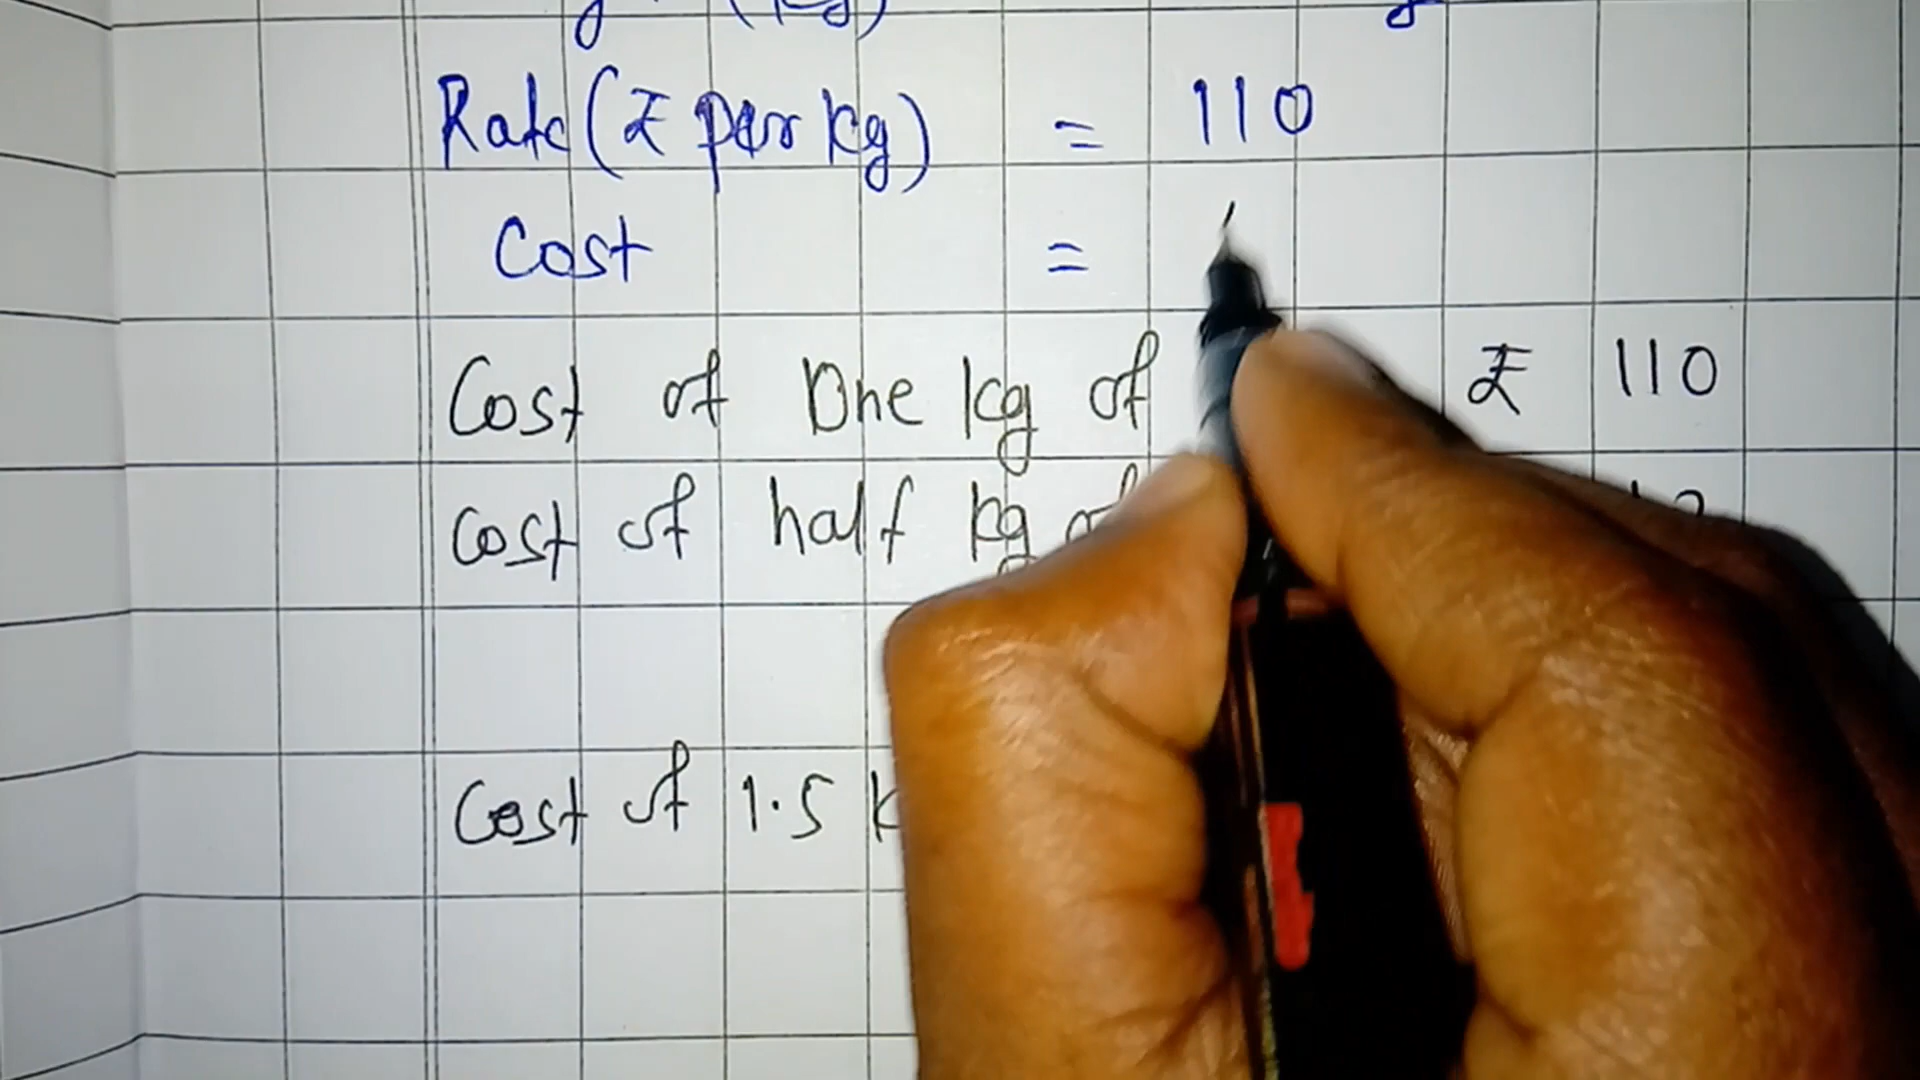 Rate (₹ per kg) = 110
Cost =
Cost of One kg of ₹ 110
Cost of half kg of
Cost of 1.5 k